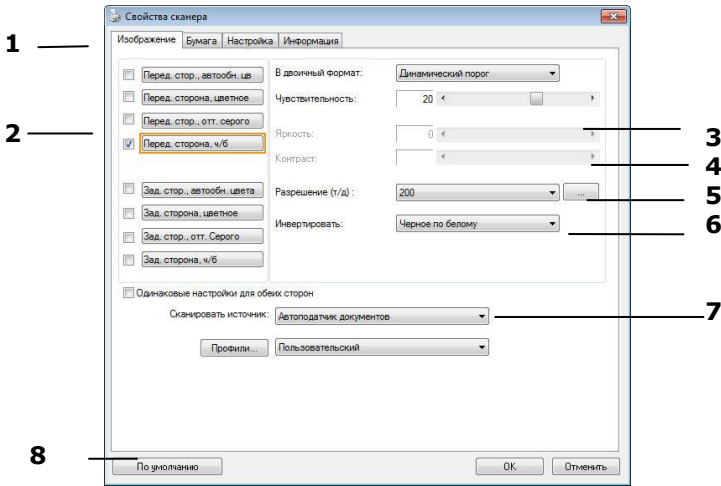 Свойства сканера
1
Изображение Бумага Настройка Информация
Перед. стор., автообн. цв
Перед. сторона, цветное
Перед. стор., отт. серого
2
Перед. сторона, ч/б
Зад. стор., автообн. цвета
Зад. сторона, цветное
Зад. стор., отт. Серого
Зад. сторона, ч/б
В двоичный формат: Динамический порог
Чувствительность: 20
Яркость: 0
3
Контраст:
4
Разрешение (т/д) : 200 ...
5
Инвертировать: Черное по белому
6
Одинаковые настройки для обеих сторон
Сканировать источник: Автоподатчик документов
7
Профили... Пользовательский
8
По умолчанию OK Отменить